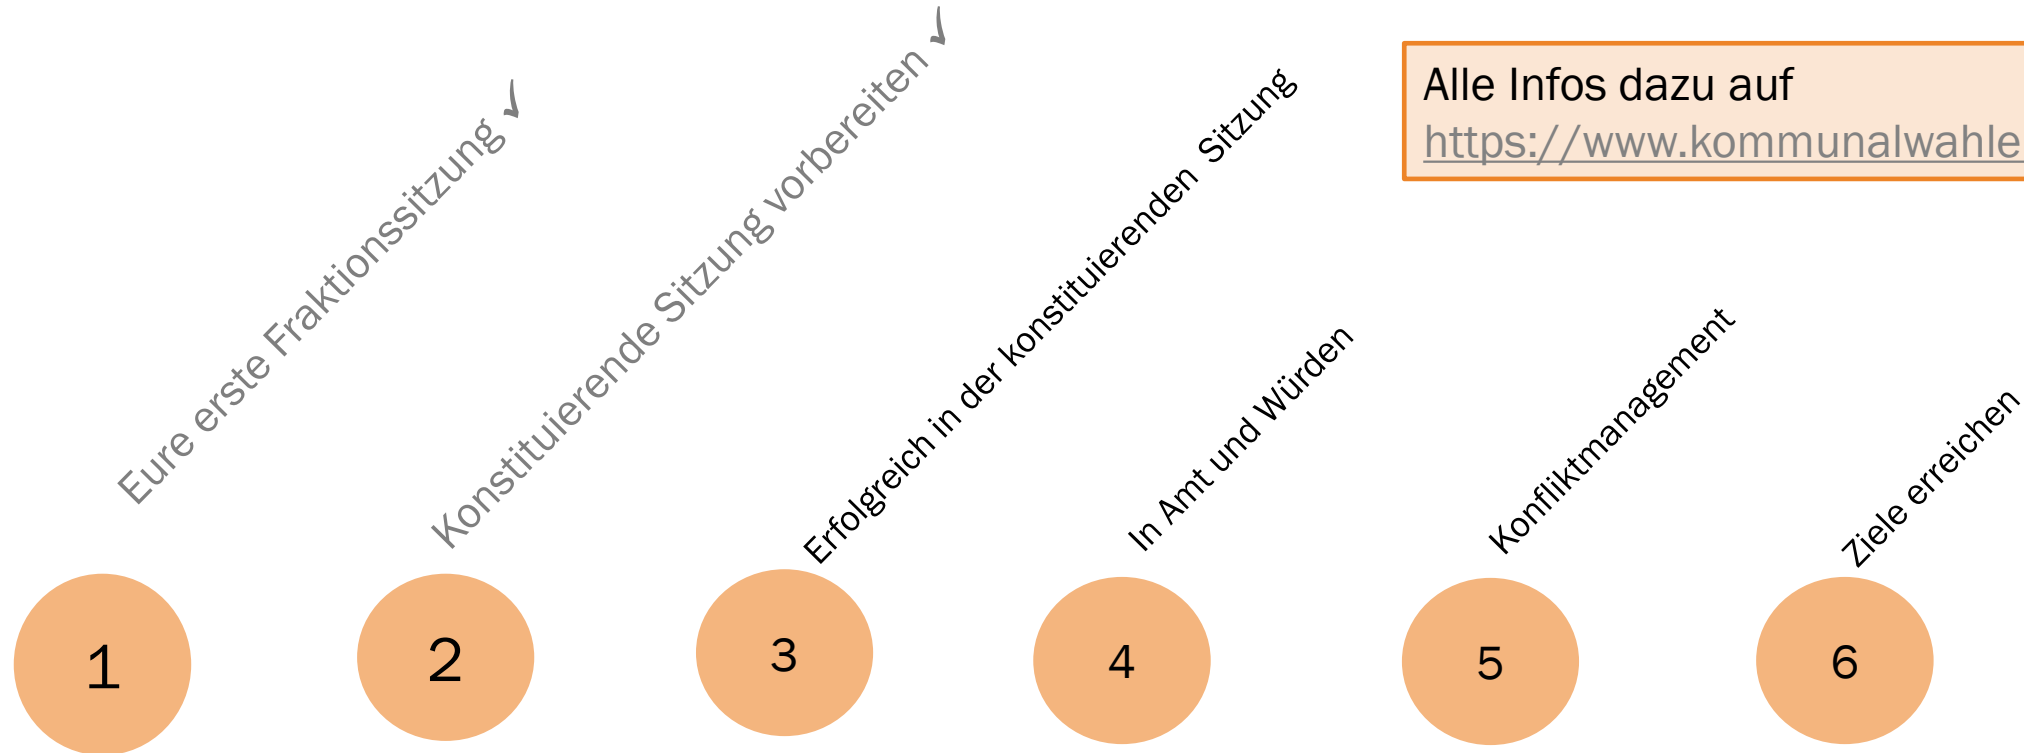 Alle Infos dazu auf
https://www.kommunalwahle
Eure erste Fraktionssitzung ✓
Konstituierende Sitzung vorbereiten ✓
Erfolgreich in der konstituierenden Sitzung
In Amt und Würden
Konfliktmanagement
Ziele erreichen
1
2
3
4
5
6